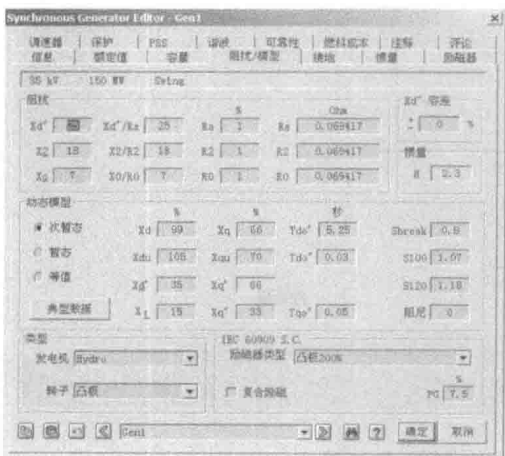 Synchronous Generator Editor - Gen1
调速器 保护 PSS 谐波 可靠性 燃料成本 注释 评论
信息 额定值 容量 阻抗/模型 接地 惯量 励磁器
35 kV 150 MW Swing
阻抗
% Ohm
Xd" Xd"/Ra 25 Ra 1 Ra 0.069417
X2 18 X2/R2 18 R2 1 R2 0.069417
X0 7 X0/R0 7 R0 1 R0 0.069417
Xd" 容差
0 %
惯量
H 2.3
动态模型
% % 秒
次暂态 Xd 99 Xq 66 Tdo' 5.25 Sbreak 0.8
暂态 Xdu 105 Xqu 70 Tdo" 0.03 S100 1.07
等值 Xd' 35 Xq' 66 S120 1.18
典型数据 XL 15 Xq" 33 Tqo" 0.05 阻尼 0
类型
发电机 Hydro
转子 凸极
IEC 60909 S.C.
励磁器类型 凸极200%
复合励磁
%
PG 7.5
Gen1 ? 确定 取消